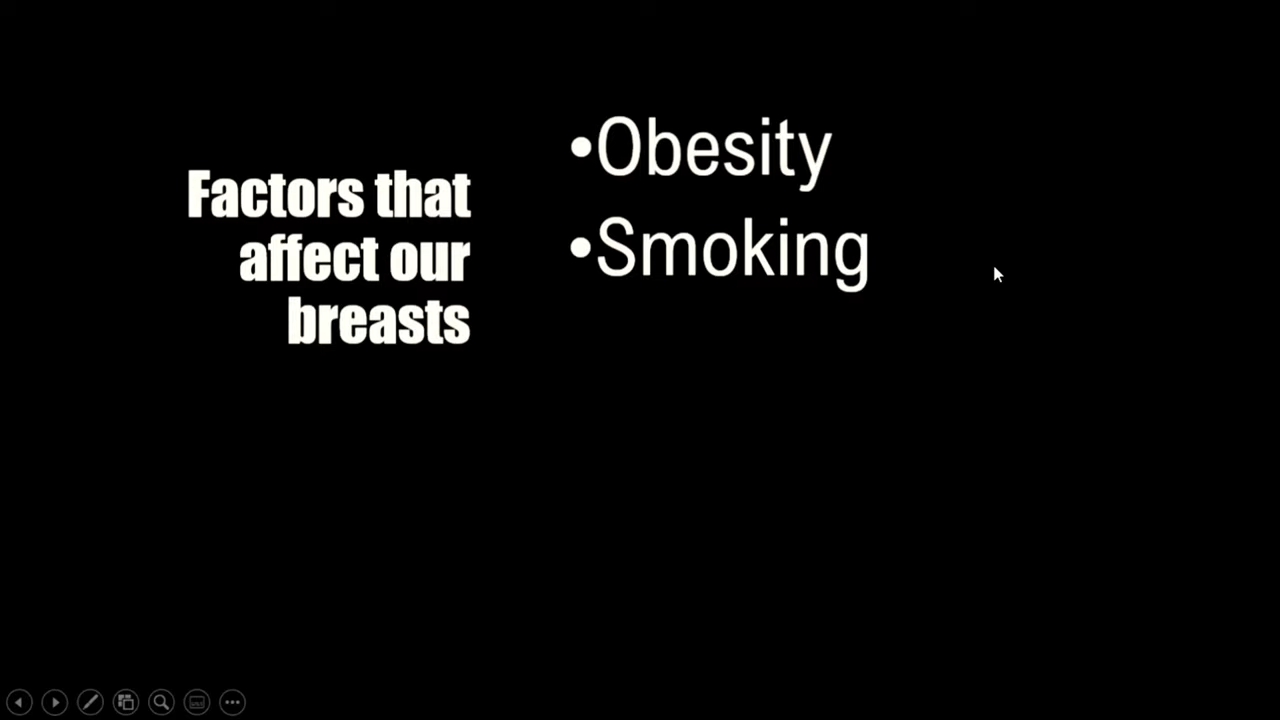 Factors that
affect our
breasts
•Obesity
•Smoking